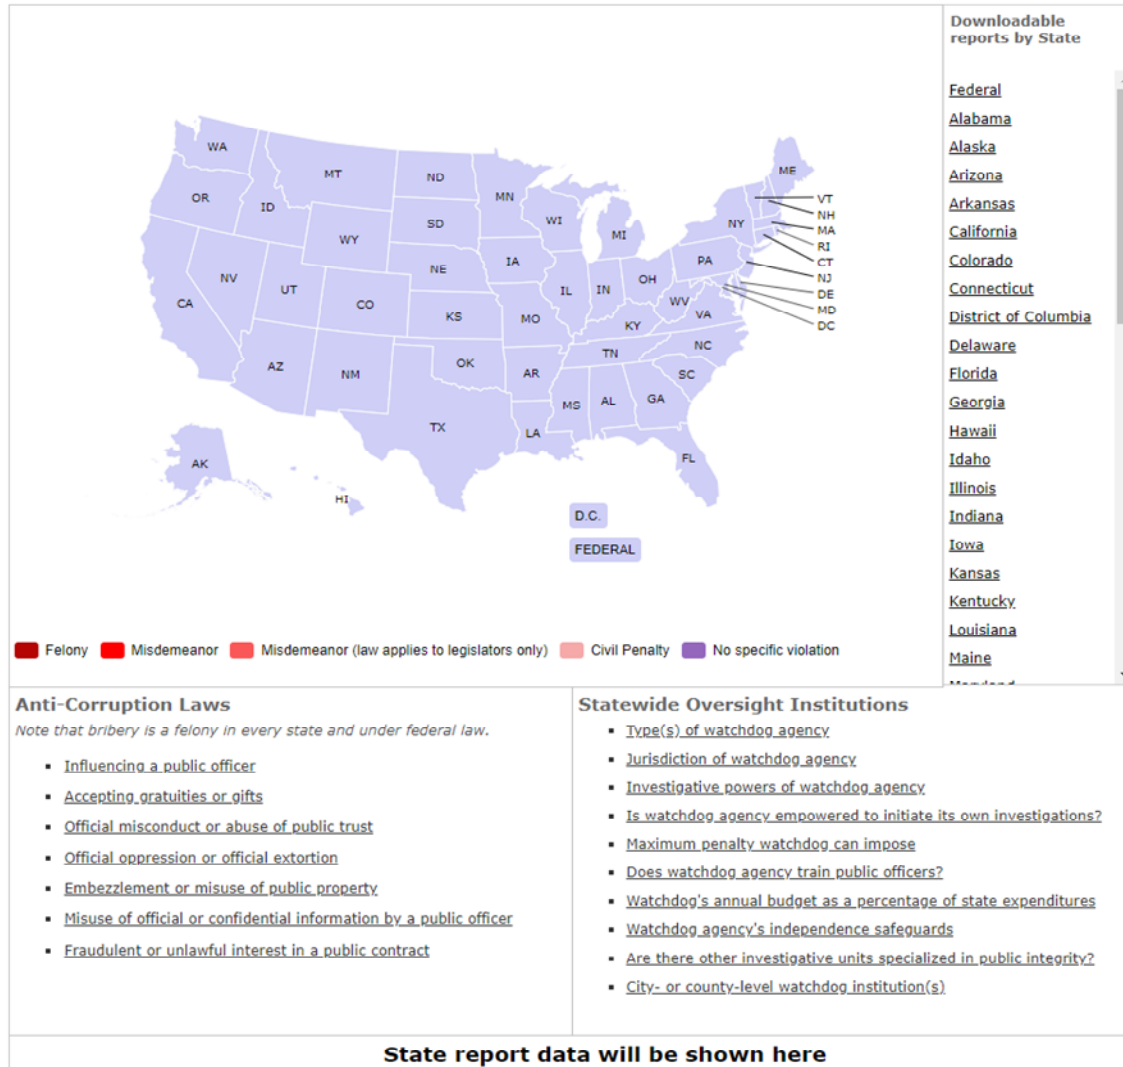 Downloadable
reports by State
Federal
Alabama
Alaska
Arizona
Arkansas
California
Colorado
Connecticut
District of Columbia
Delaware
Florida
Georgia
Hawaii
Idaho
Illinois
Indiana
Iowa
Kansas
Kentucky
Louisiana
Maine
Maryland
WA
OR
ID
MT
ND
MN
SD
WY
NE
IA
WI
MI
NY
ME
VT
NH
MA
RI
CT
NJ
DE
MD
DC
PA
OH
IN
IL
WV
VA
KY
NV
CA
UT
CO
KS
MO
TN
NC
SC
AZ
NM
OK
AR
MS
AL
GA
TX
LA
FL
AK
HI
D.C.
FEDERAL
Felony
Misdemeanor
Misdemeanor (law applies to legislators only)
Civil Penalty
No specific violation
Anti-Corruption Laws
Note that bribery is a felony in every state and under federal law.
Influencing a public officer
Accepting gratuities or gifts
Official misconduct or abuse of public trust
Official oppression or official extortion
Embezzlement or misuse of public property
Misuse of official or confidential information by a public officer
Fraudulent or unlawful interest in a public contract
Statewide Oversight Institutions
Type(s) of watchdog agency
Jurisdiction of watchdog agency
Investigative powers of watchdog agency
Is watchdog agency empowered to initiate its own investigations?
Maximum penalty watchdog can impose
Does watchdog agency train public officers?
Watchdog's annual budget as a percentage of state expenditures
Watchdog agency's independence safeguards
Are there other investigative units specialized in public integrity?
City- or county-level watchdog institution(s)
State report data will be shown here